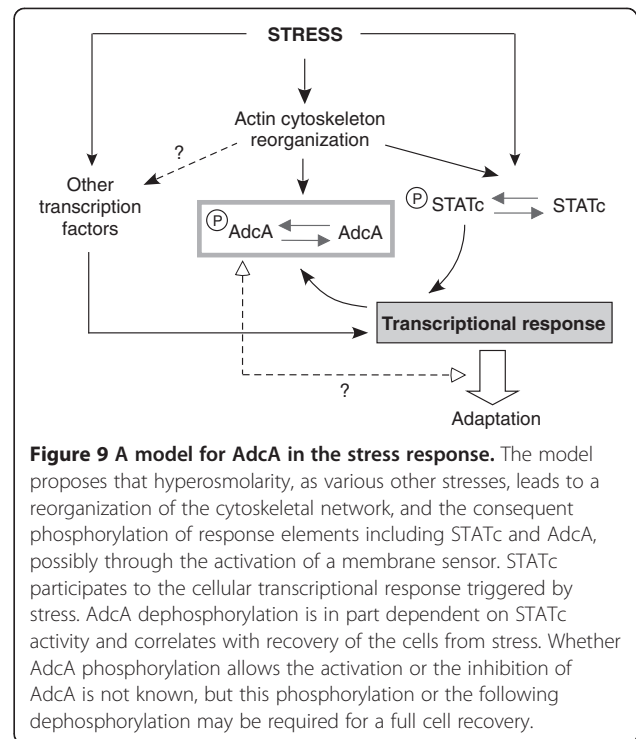 STRESS
Actin cytoskeleton
reorganization
?
Other
transcription
factors
P AdcA AdcA
P STATc STATc
Transcriptional response
?
Adaptation
Figure 9 A model for AdcA in the stress response. The model
proposes that hyperosmolarity, as various other stresses, leads to a
reorganization of the cytoskeletal network, and the consequent
phosphorylation of response elements including STATc and AdcA,
possibly through the activation of a membrane sensor. STATc
participates to the cellular transcriptional response triggered by
stress. AdcA dephosphorylation is in part dependent on STATc
activity and correlates with recovery of the cells from stress. Whether
AdcA phosphorylation allows the activation or the inhibition of
AdcA is not known, but this phosphorylation or the following
dephosphorylation may be required for a full cell recovery.